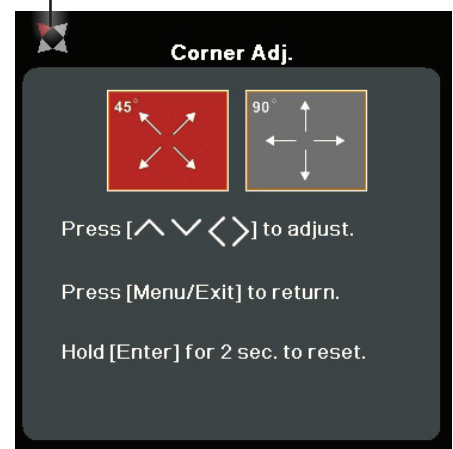 Corner Adj.
45° 90°
Press [∧∨<>] to adjust.
Press [Menu/Exit] to return.
Hold [Enter] for 2 sec. to reset.